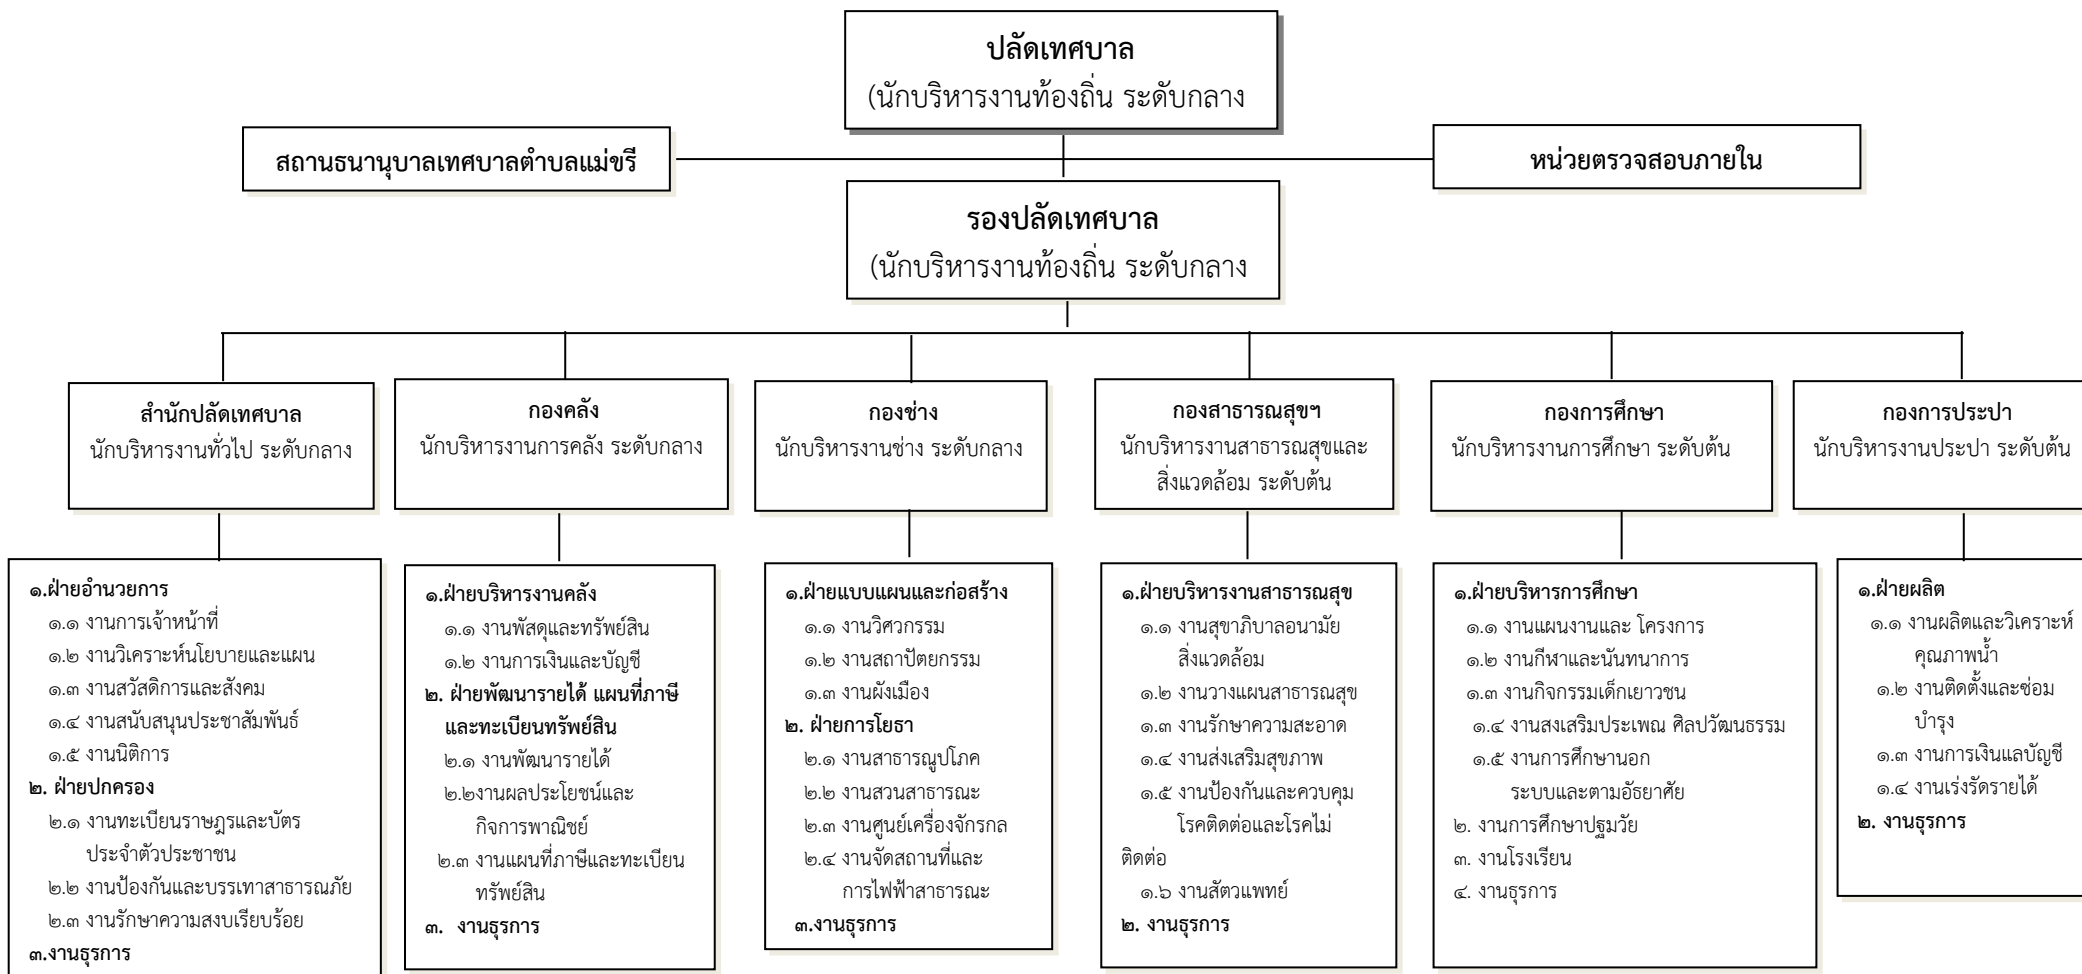 ปลัดเทศบาล
(นักบริหารงานท้องถิ่น ระดับกลาง
สถานธนานุบาลเทศบาลตำบลแม่ขรี
หน่วยตรวจสอบภายใน
รองปลัดเทศบาล
(นักบริหารงานท้องถิ่น ระดับกลาง
สำนักปลัดเทศบาล
นักบริหารงานทั่วไป ระดับกลาง
กองคลัง
นักบริหารงานการคลัง ระดับกลาง
กองช่าง
นักบริหารงานช่าง ระดับกลาง
กองสาธารณสุขฯ
นักบริหารงานสาธารณสุขและ
สิ่งแวดล้อม ระดับต้น
กองการศึกษา
นักบริหารงานการศึกษา ระดับต้น
กองการประปา
นักบริหารงานประปา ระดับต้น
๑.ฝ่ายอำนวยการ
๑.๑ งานการเจ้าหน้าที่
๑.๒ งานวิเคราะห์นโยบายและแผน
๑.๓ งานสวัสดิการและสังคม
๑.๔ งานสนับสนุนประชาสัมพันธ์
๑.๕ งานนิติการ
๒. ฝ่ายปกครอง
๒.๑ งานทะเบียนราษฎรและบัตร
ประจำตัวประชาชน
๒.๒ งานป้องกันและบรรเทาสาธารณภัย
๒.๓ งานรักษาความสงบเรียบร้อย
๓.งานธุรการ
๑.ฝ่ายบริหารงานคลัง
๑.๑ งานพัสดุและทรัพย์สิน
๑.๒ งานการเงินและบัญชี
๒. ฝ่ายพัฒนารายได้ แผนที่ภาษี
และทะเบียนทรัพย์สิน
๒.๑ งานพัฒนารายได้
๒.๒งานผลประโยชน์และ
กิจการพาณิชย์
๒.๓ งานแผนที่ภาษีและทะเบียน
ทรัพย์สิน
๓. งานธุรการ
๑.ฝ่ายแบบแผนและก่อสร้าง
๑.๑ งานวิศวกรรม
๑.๒ งานสถาปัตยกรรม
๑.๓ งานผังเมือง
๒. ฝ่ายการโยธา
๒.๑ งานสาธารณูปโภค
๒.๒ งานสวนสาธารณะ
๒.๓ งานศูนย์เครื่องจักรกล
๒.๔ งานจัดสถานที่และ
การไฟฟ้าสาธารณะ
๓.งานธุรการ
๑.ฝ่ายบริหารงานสาธารณสุข
๑.๑ งานสุขาภิบาลอนามัย
สิ่งแวดล้อม
๑.๒ งานวางแผนสาธารณสุข
๑.๓ งานรักษาความสะอาด
๑.๔ งานส่งเสริมสุขภาพ
๑.๕ งานป้องกันและควบคุม
โรคติดต่อและโรคไม่
ติดต่อ
๑.๖ งานสัตวแพทย์
๒. งานธุรการ
๑.ฝ่ายบริหารการศึกษา
๑.๑ งานแผนงานและ โครงการ
๑.๒ งานกีฬาและนันทนาการ
๑.๓ งานกิจกรรมเด็กเยาวชน
๑.๔ งานสงเสริมประเพณ ศิลปวัฒนธรรม
๑.๕ งานการศึกษานอก
ระบบและตามอัธยาศัย
๒. งานการศึกษาปฐมวัย
๓. งานโรงเรียน
๔. งานธุรการ
๑.ฝ่ายผลิต
๑.๑ งานผลิตและวิเคราะห์
คุณภาพน้ำ
๑.๒ งานติดตั้งและซ่อม
บำรุง
๑.๓ งานการเงินแลบัญชี
๑.๔ งานเร่งรัดรายได้
๒. งานธุรการ